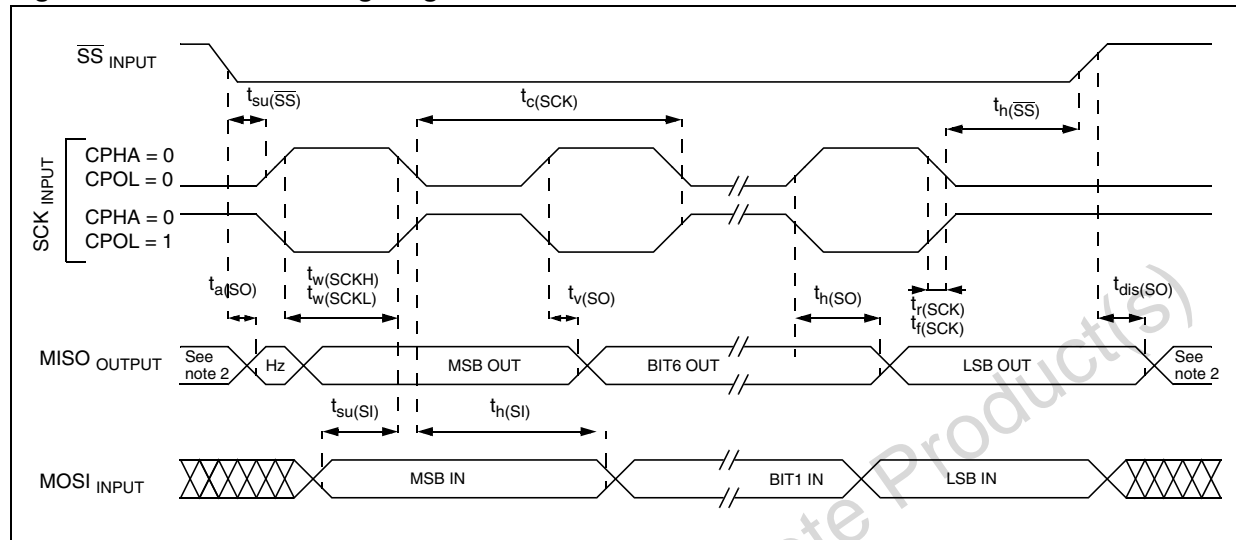 SS INPUT
tsu(SS)
tc(SCK)
th(SS)
SCK INPUT
CPHA = 0
CPOL = 0
CPHA = 0
CPOL = 1
ta(SO)
tw(SCKH)
tw(SCKL)
tv(SO)
th(SO)
tr(SCK)
tf(SCK)
tdis(SO)
MISO OUTPUT
See
note 2
Hz
MSB OUT
BIT6 OUT
LSB OUT
See
note 2
tsu(SI)
th(SI)
MOSI INPUT
MSB IN
BIT1 IN
LSB IN
Product(s)